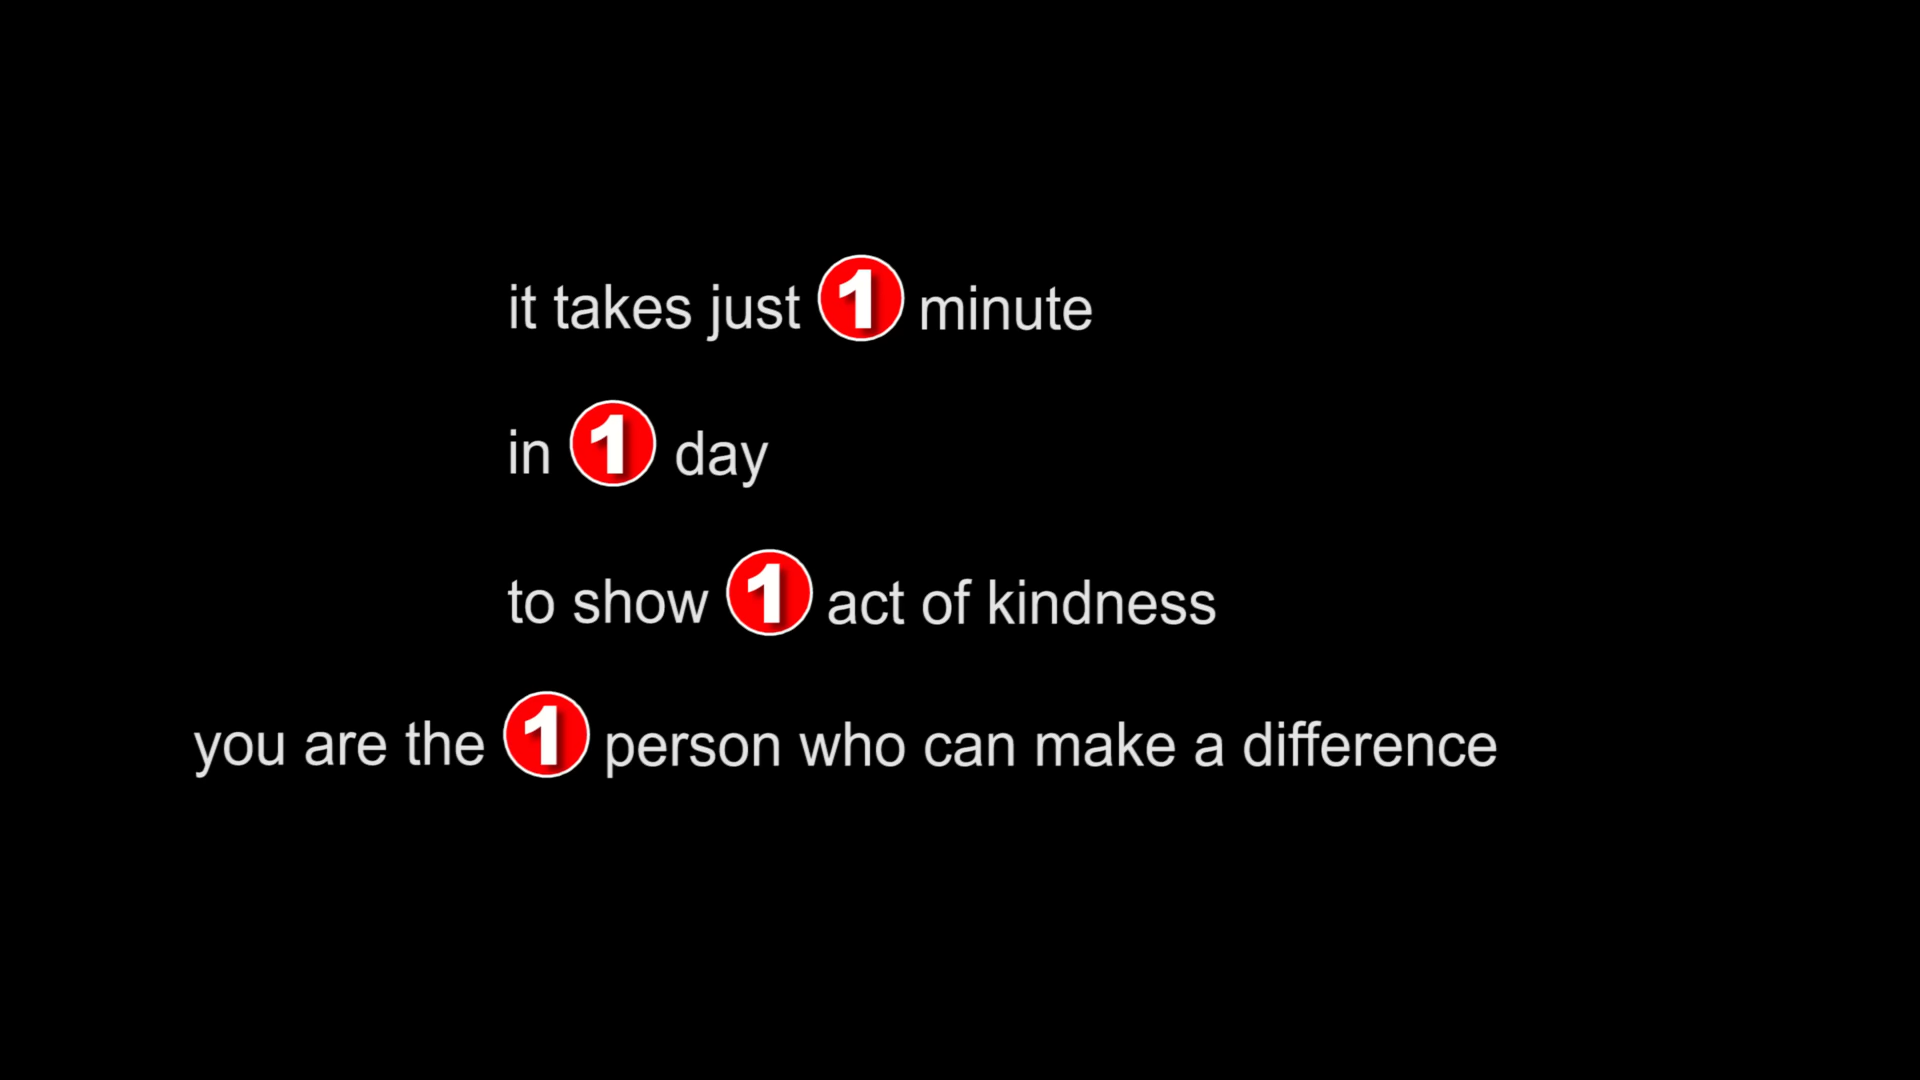 it takes just 1 minute
in 1 day
to show 1 act of kindness
you are the 1 person who can make a difference